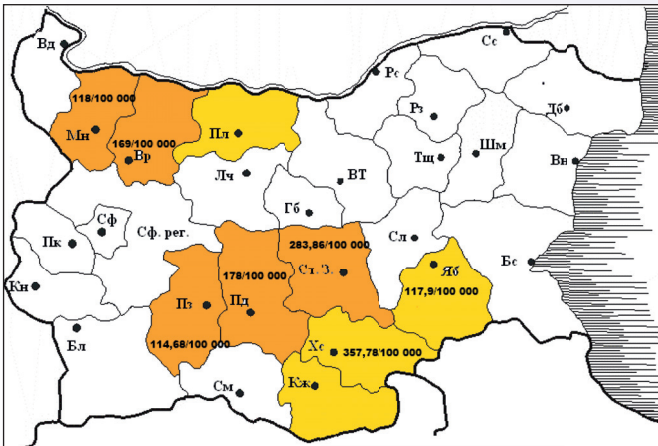 Вд
Сс
Рс
118/100 000
Рз
Дб
Мн
169/100 000
Вр
Пл
Тщ
Шм
Вн
Лч
ВТ
Гб
Сф
Сф. рег.
Пк
Сл
283,86/100 000
Ст. З.
Кн
178/100 000
Яб
Бс
117,9/100 000
Пз
Пд
Бл
114,68/100 000
Хс
357,78/100 000
См
Кж